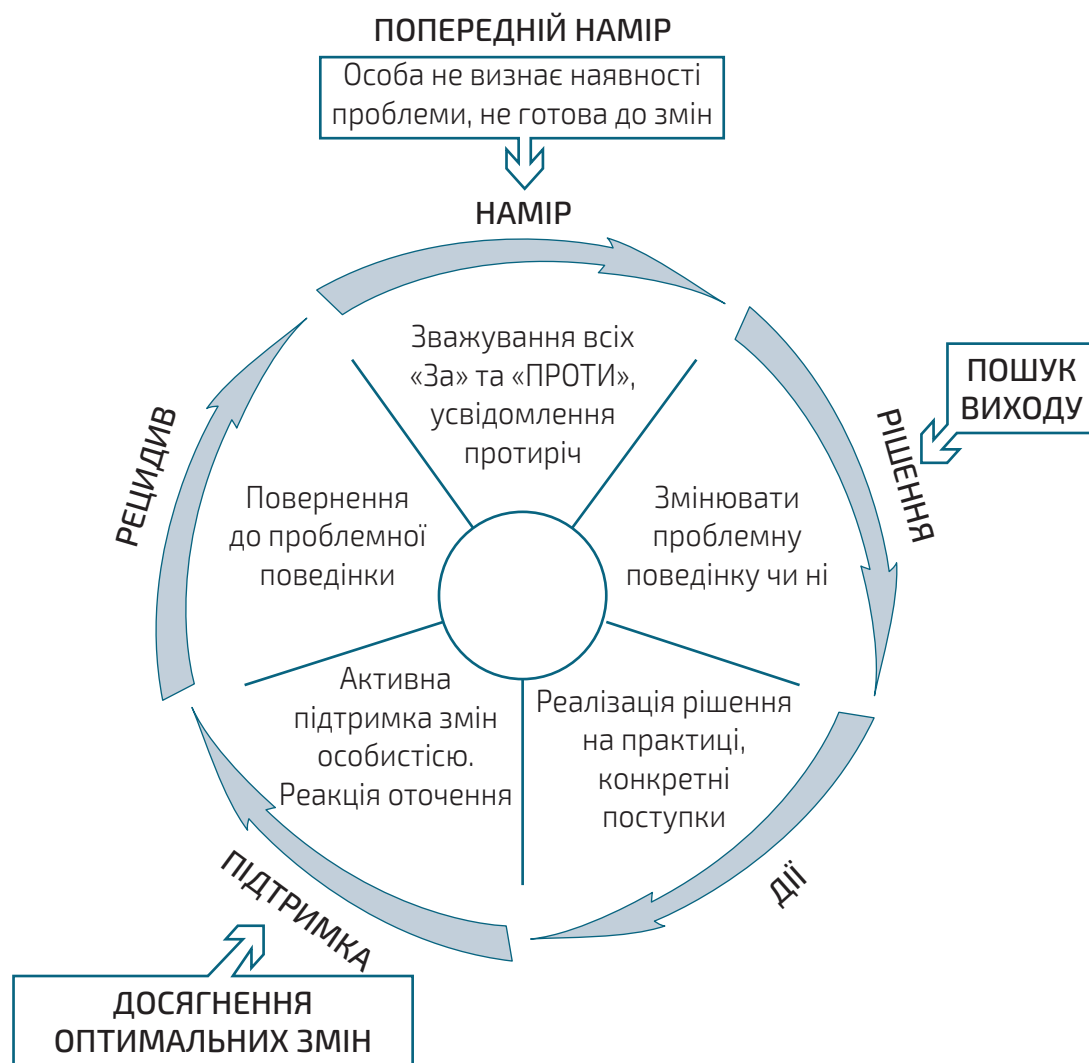 ПОПЕРЕДНІЙ НАМІР
Особа не визнає наявності
проблеми, не готова до змін
НАМІР
Зважування всіх
«За» та «ПРОТИ»,
усвідомлення
протиріч
ПОШУК
ВИХОДУ
РІШЕННЯ
Змінювати
проблемну
поведінку чи ні
Реалізація рішення
на практиці,
конкретні
поступки
ДІЇ
Активна
підтримка змін
особистісю.
Реакція оточення
ПІДТРИМКА
ДОСЯГНЕННЯ
ОПТИМАЛЬНИХ ЗМІН
Повернення
до проблемної
поведінки
РЕЦИДИВ